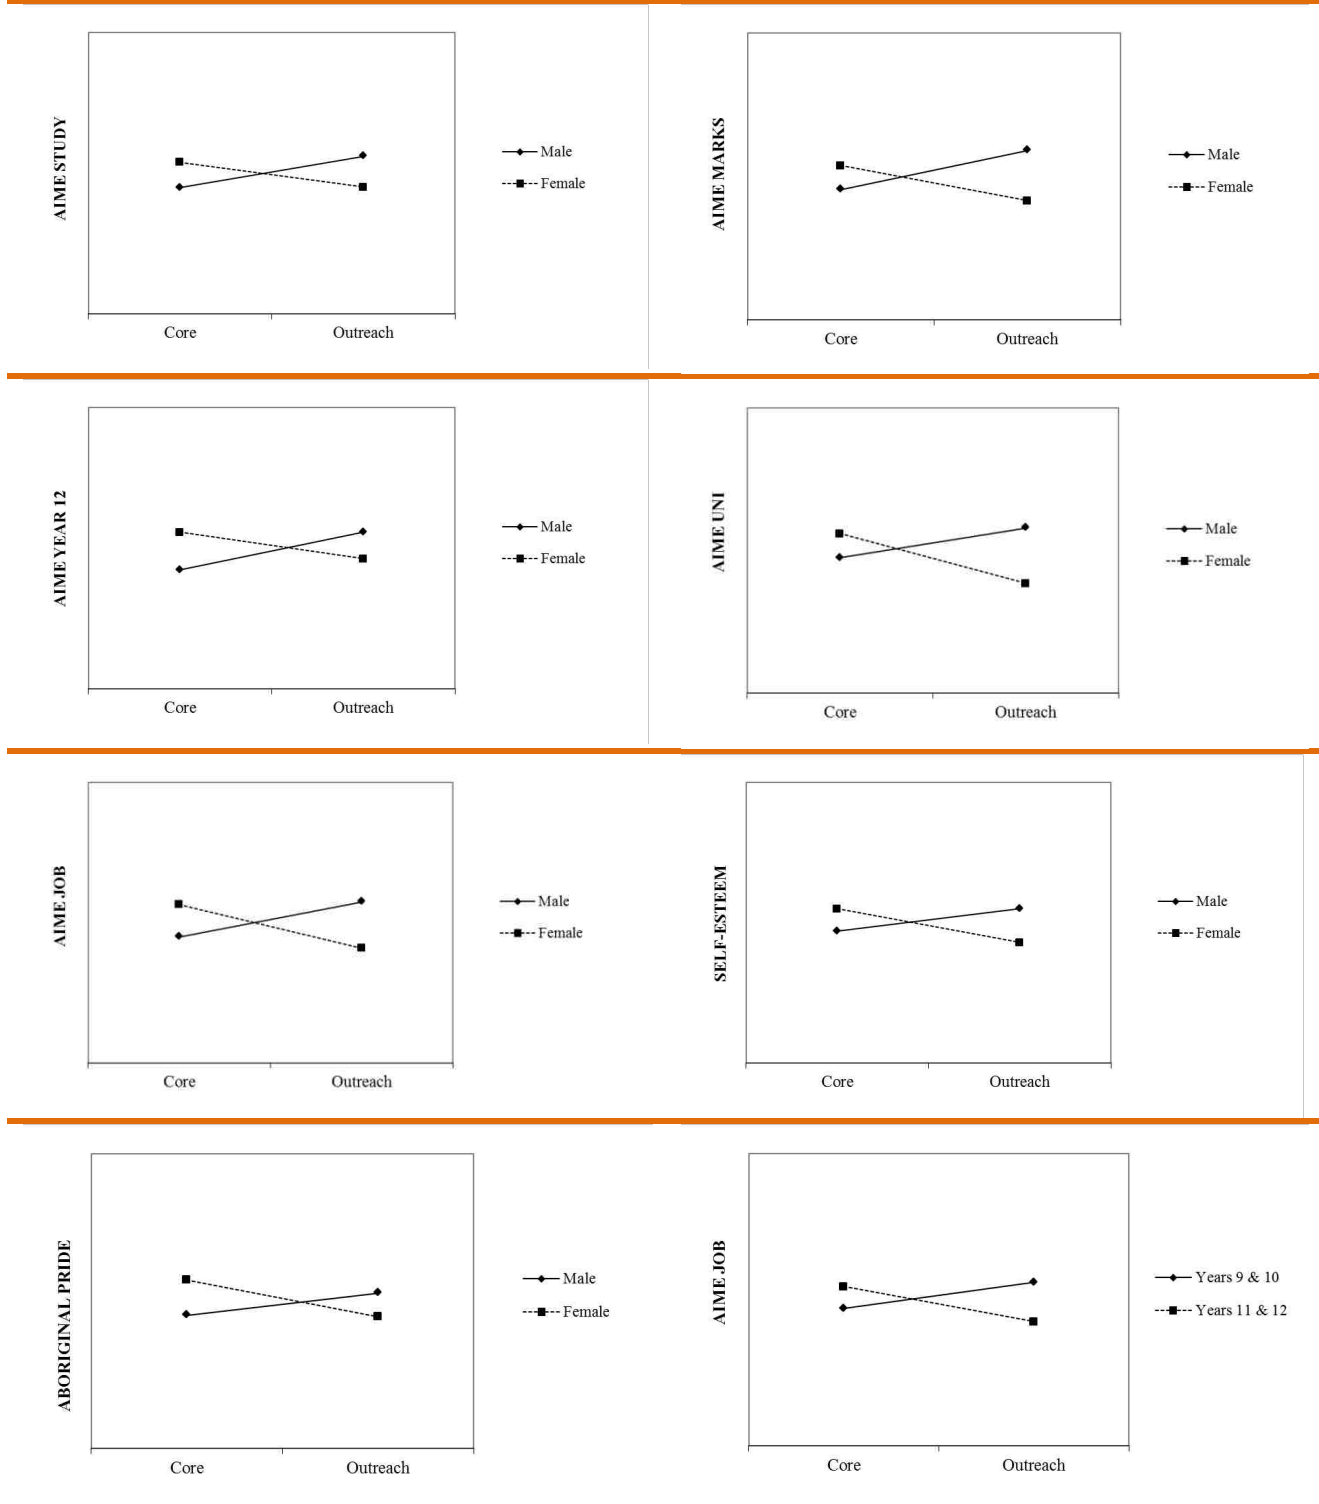 AIME STUDY
Male
Female
Core Outreach
AIME MARKS
Male
Female
Core Outreach
AIME YEAR 12
Male
Female
Core Outreach
AIME UNI
Male
Female
Core Outreach
AIME JOB
Male
Female
Core Outreach
SELF-ESTEEM
Male
Female
Core Outreach
ABORIGINAL PRIDE
Male
Female
Core Outreach
AIME JOB
Years 9 & 10
Years 11 & 12
Core Outreach